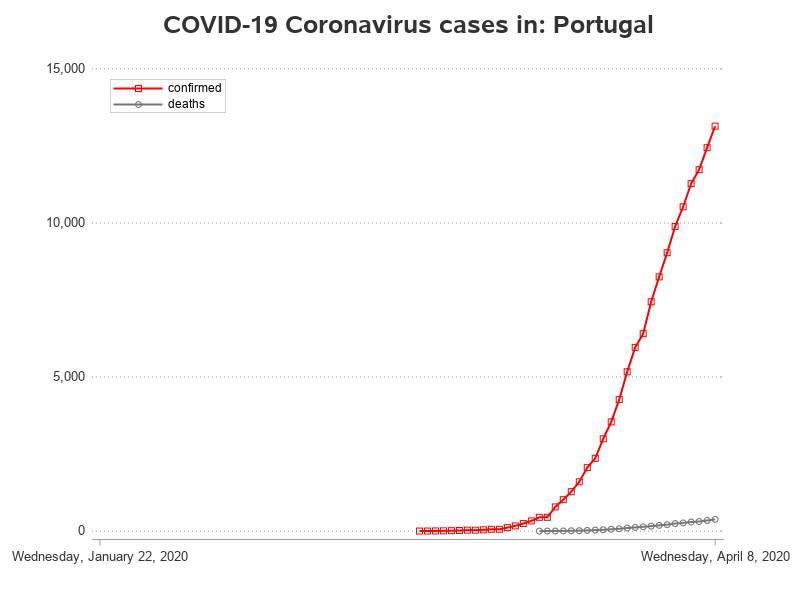 COVID-19 Coronavirus cases in: Portugal
15,000
confirmed
deaths
10,000
5,000
0
Wednesday, January 22, 2020
Wednesday, April 8, 2020